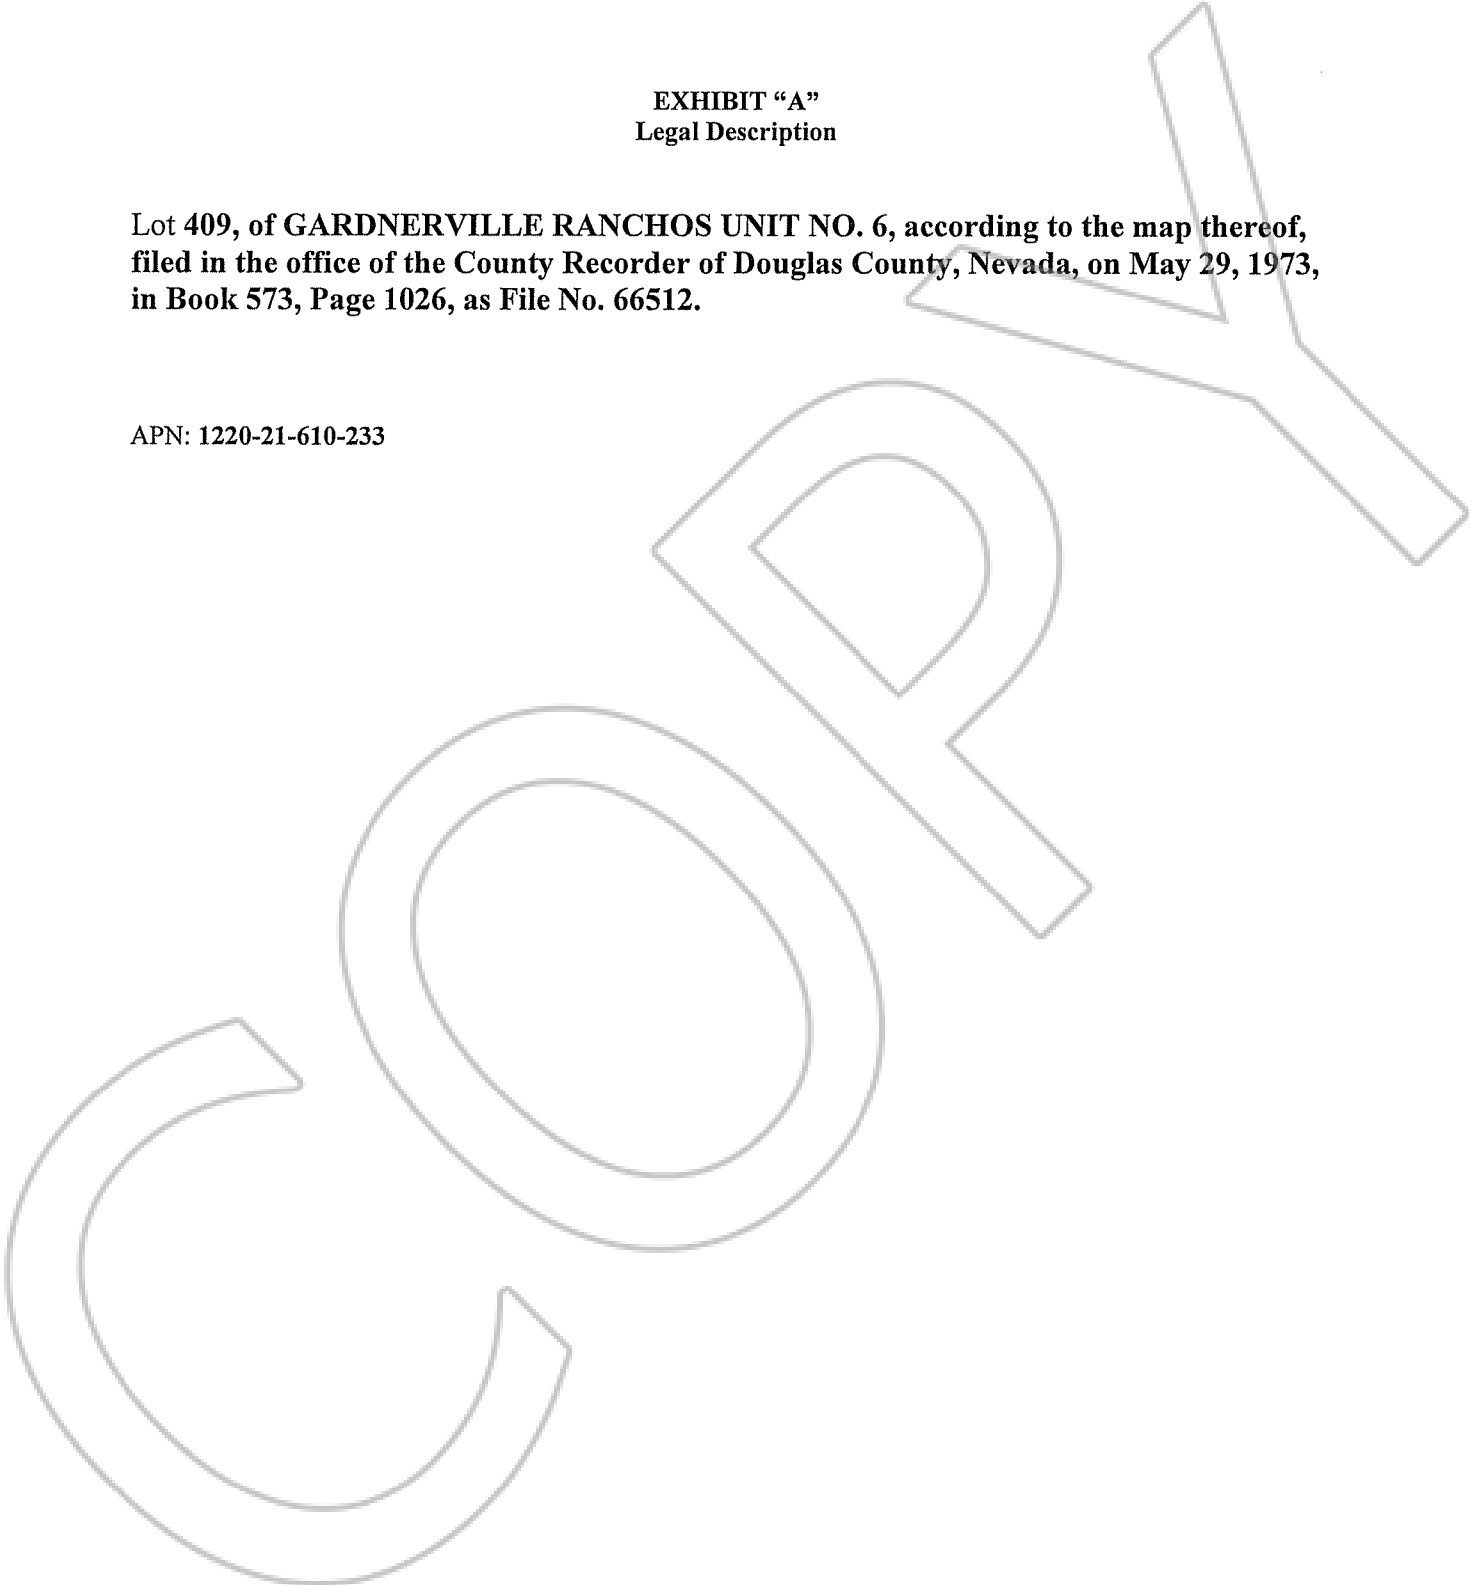 EXHIBIT “A”
Legal Description
Lot 409, of GARDNERVILLE RANCHOS UNIT NO. 6, according to the map thereof,
filed in the office of the County Recorder of Douglas County, Nevada, on May 29, 1973,
in Book 573, Page 1026, as File No. 66512.
APN: 1220-21-610-233
COPY